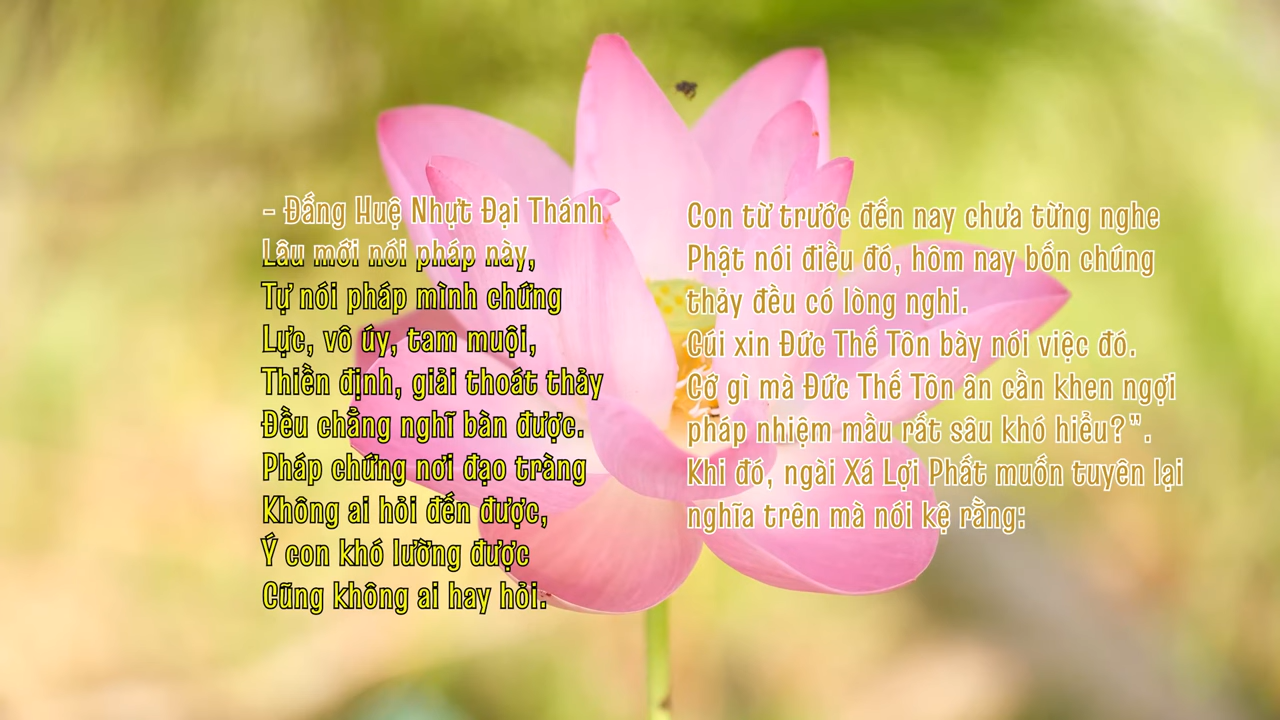 - Đấng Huệ Nhựt Đại Thánh
Lâu mới nói pháp này,
Tự nói pháp mình chứng
Lực, vô úy, tam muội,
Thiền định, giải thoát thảy
Đều chẳng nghĩ bàn được.
Pháp chứng nơi đạo tràng
Không ai hỏi đến được,
Ý con khó lường được
Cũng không ai hay hỏi.
Con từ trước đến nay chưa từng nghe
Phật nói điều đó, hôm nay bốn chúng
thảy đều có lòng nghi.
Cúi xin Đức Thế Tôn bày nói việc đó.
Cớ gì mà Đức Thế Tôn ân cần khen ngợi
pháp nhiệm mầu rất sâu khó hiểu?”.
Khi đó, ngài Xá Lợi Phất muốn tuyên lại
nghĩa trên mà nói kệ rằng: